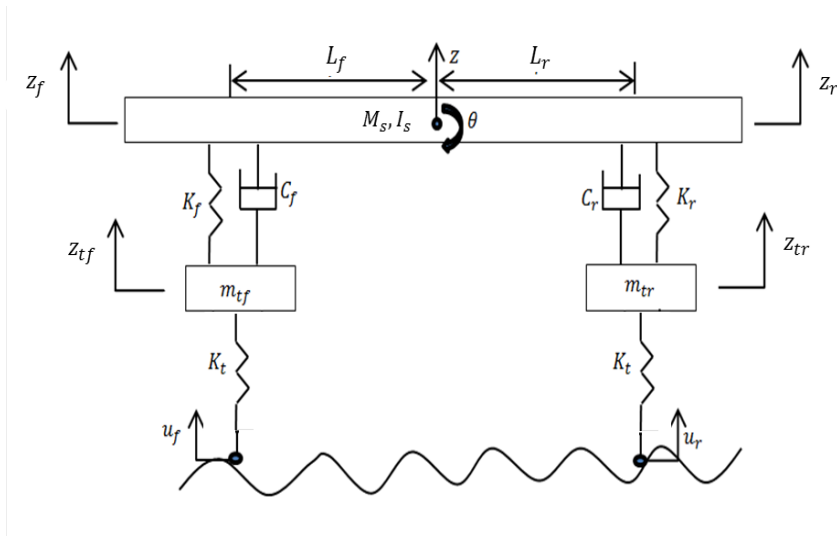 L_f z L_r
Z_f Z_r
M_s, I_s θ
K_f C_f C_r K_r
Z_tf Z_tr
m_tf m_tr
K_t K_t
u_f u_r